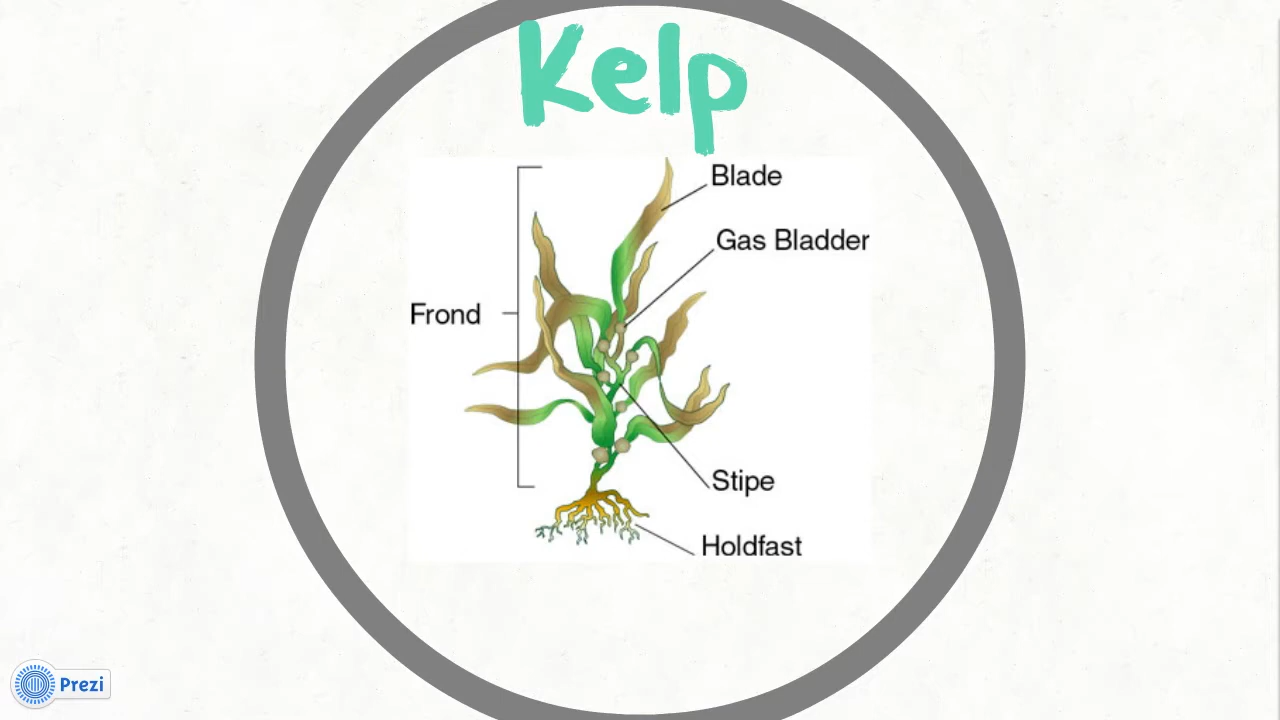 Kelp
Blade
Gas Bladder
Frond
Stipe
Holdfast
Prezi